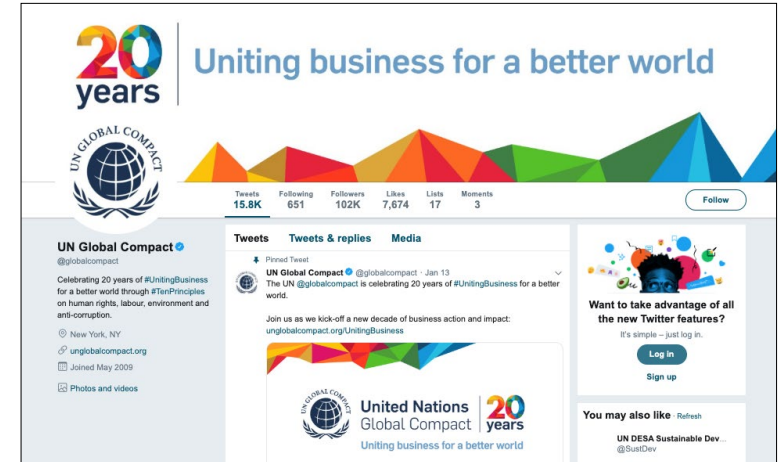 20 years
Uniting business for a better world
UN GLOBAL COMPACT
Tweets Following Followers Likes Lists Moments
15.8K 651 102K 7,674 17 3
Follow
UN Global Compact
@globalcompact
Celebrating 20 years of #UnitingBusiness
for a better world through #TenPrinciples
on human rights, labour, environment and
anti-corruption.
New York, NY
unglobalcompact.org
Joined May 2009
Photos and videos
Tweets Tweets & replies Media
Pinned Tweet
UN Global Compact @globalcompact · Jan 13
The UN @globalcompact is celebrating 20 years of #UnitingBusiness for a better
world.
Join us as we kick-off a new decade of business action and impact:
unglobalcompact.org/UnitingBusiness
UN GLOBAL COMPACT
United Nations
Global Compact
20 years
Uniting business for a better world
Want to take advantage of all
the new Twitter features?
It's simple – just log in.
Log in
Sign up
You may also like · Refresh
UN DESA Sustainable Dev...
@SustDev